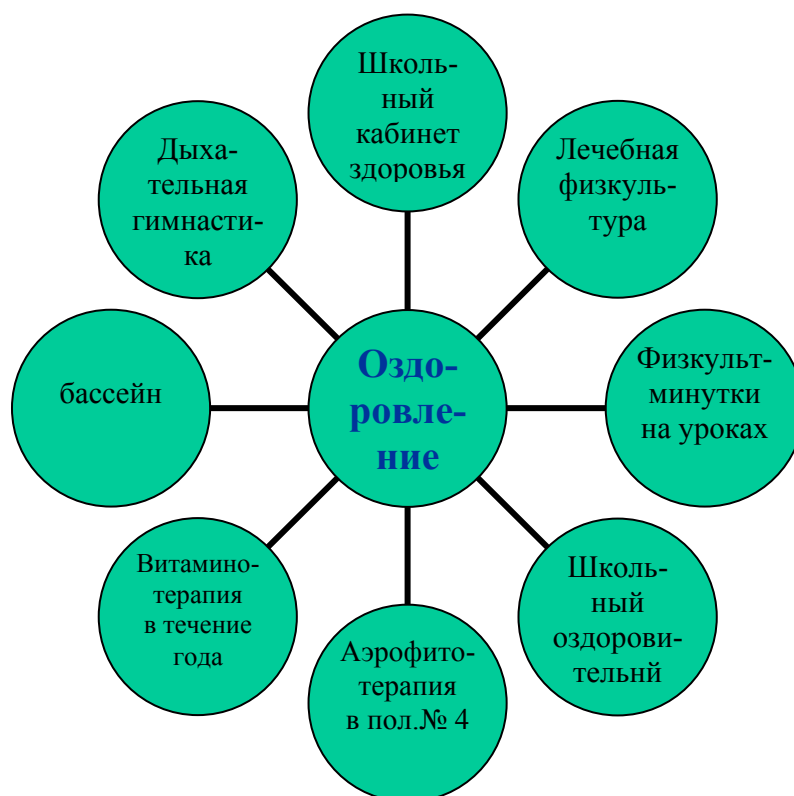 Школь-
ный
кабинет
здоровья
Дыха-
тельная
гимнасти-
ка
Лечебная
физкуль-
тура
бассейн
Оздо-
ровле-
ние
Физкульт-
минутки
на уроках
Витамино-
терапия
в течение
года
Аэрофито-
терапия
в пол.№ 4
Школь-
ный
оздорови-
тельнй